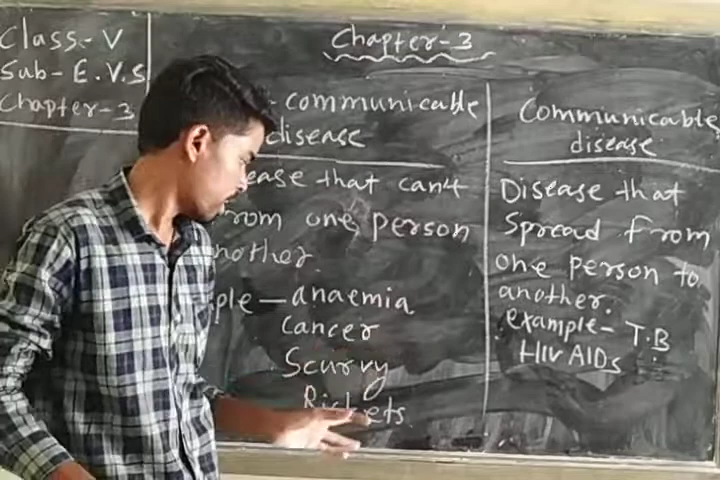 Class- V
Sub- E.V.S
Chapter-3
Chapter-3
- communicable
disease
ease that can't
rom one person
nother.
ple - anaemia
Cancer
Scurvy
Rickets
Communicable
disease
Disease that
Spread from
one person to
another.
example- T.B
HIV AIDs